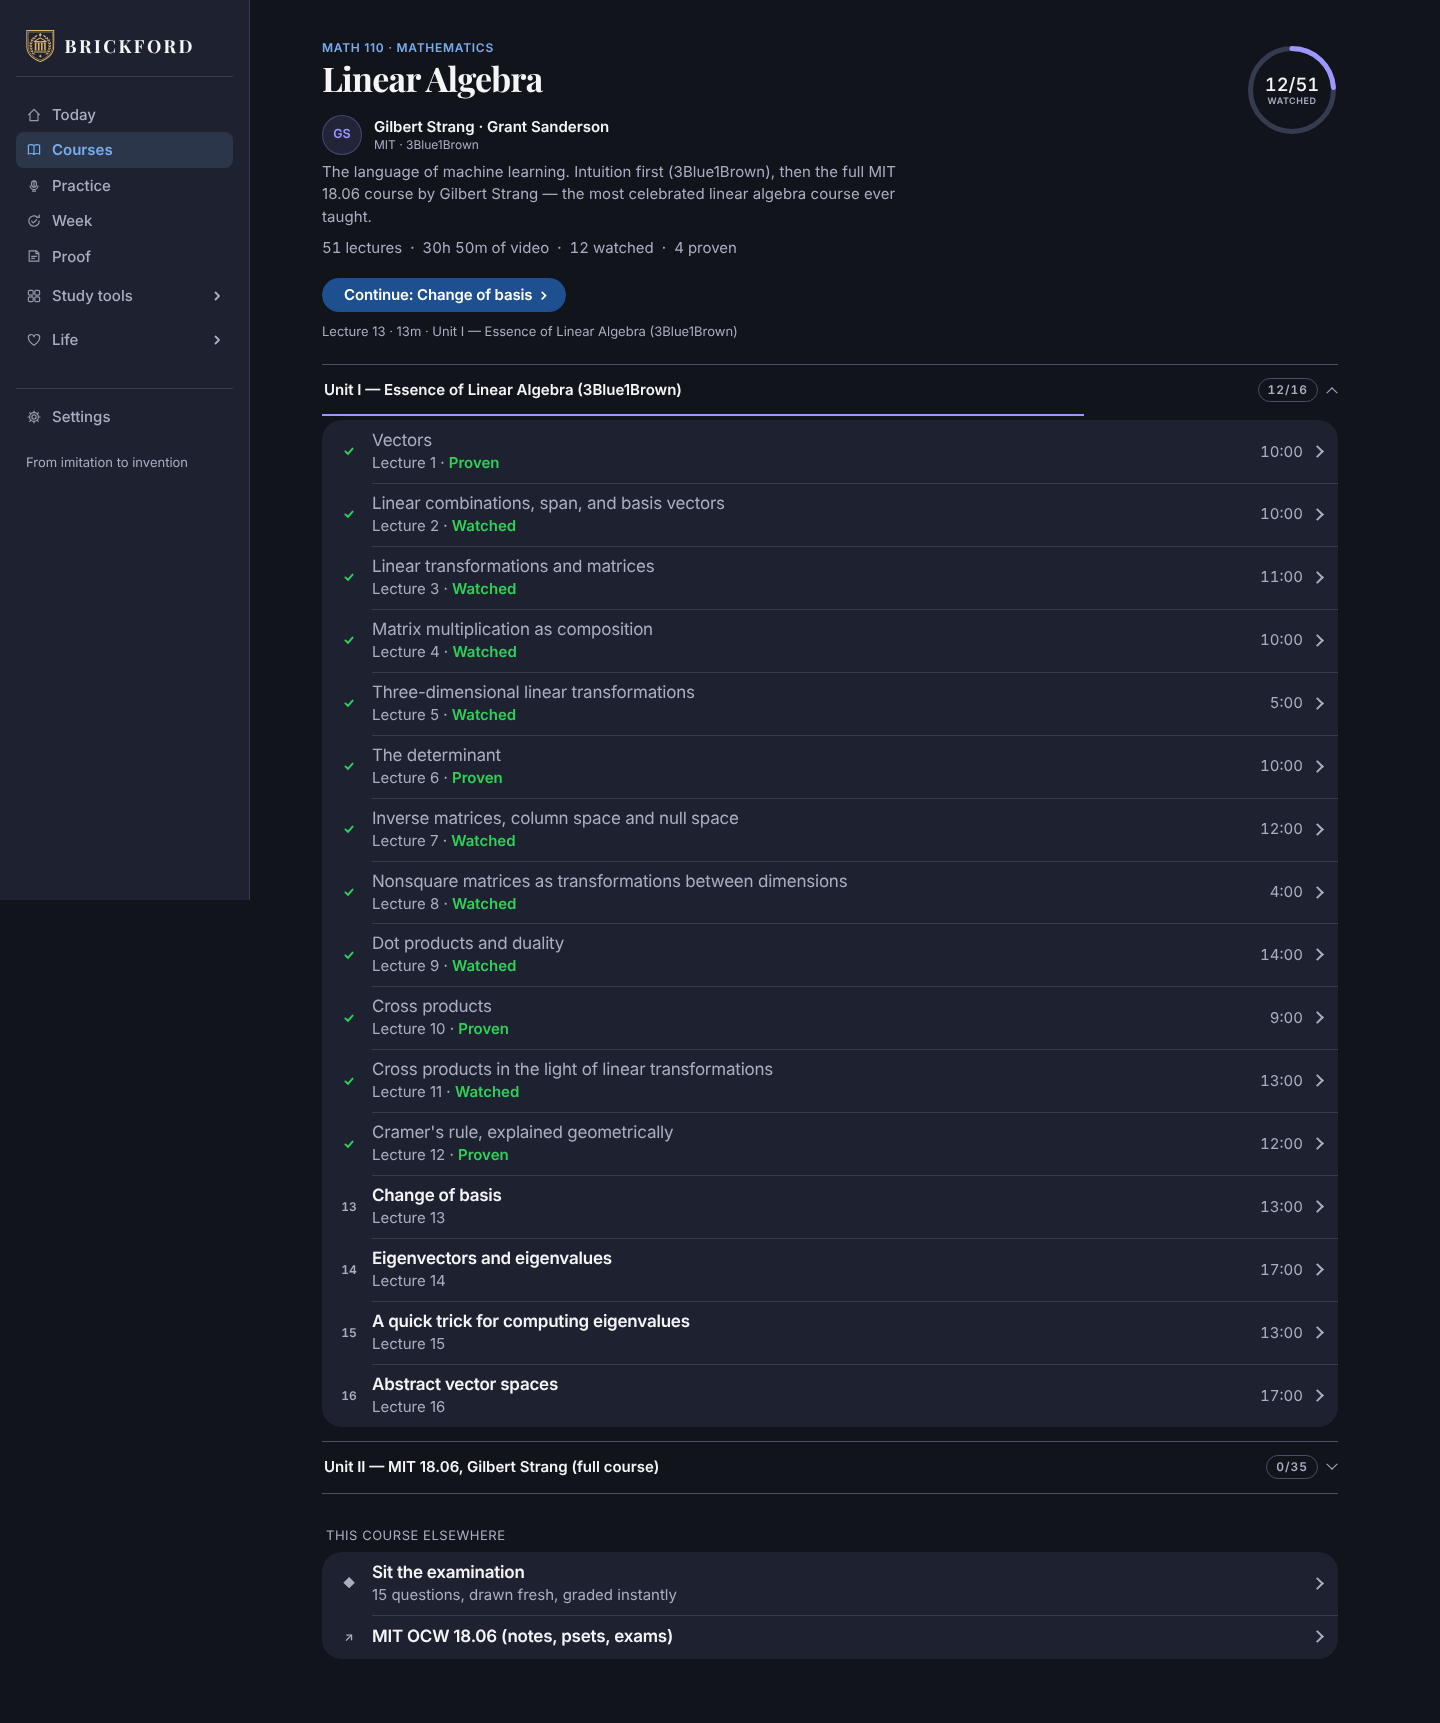 BRICKFORD
Today
Courses
Practice
Week
Proof
Study tools
Life
Settings
From imitation to invention
MATH 110 · MATHEMATICS
Linear Algebra
12/51
WATCHED
GS
Gilbert Strang · Grant Sanderson
MIT · 3Blue1Brown
The language of machine learning. Intuition first (3Blue1Brown), then the full MIT
18.06 course by Gilbert Strang — the most celebrated linear algebra course ever
taught.
51 lectures · 30h 50m of video · 12 watched · 4 proven
Continue: Change of basis
Lecture 13 · 13m · Unit I — Essence of Linear Algebra (3Blue1Brown)
Unit I — Essence of Linear Algebra (3Blue1Brown) 12/16
Vectors
Lecture 1 · Proven
10:00
Linear combinations, span, and basis vectors
Lecture 2 · Watched
10:00
Linear transformations and matrices
Lecture 3 · Watched
11:00
Matrix multiplication as composition
Lecture 4 · Watched
10:00
Three-dimensional linear transformations
Lecture 5 · Watched
5:00
The determinant
Lecture 6 · Proven
10:00
Inverse matrices, column space and null space
Lecture 7 · Watched
12:00
Nonsquare matrices as transformations between dimensions
Lecture 8 · Watched
4:00
Dot products and duality
Lecture 9 · Watched
14:00
Cross products
Lecture 10 · Proven
9:00
Cross products in the light of linear transformations
Lecture 11 · Watched
13:00
Cramer's rule, explained geometrically
Lecture 12 · Proven
12:00
13
Change of basis
Lecture 13
13:00
14
Eigenvectors and eigenvalues
Lecture 14
17:00
15
A quick trick for computing eigenvalues
Lecture 15
13:00
16
Abstract vector spaces
Lecture 16
17:00
Unit II — MIT 18.06, Gilbert Strang (full course) 0/35
THIS COURSE ELSEWHERE
Sit the examination
15 questions, drawn fresh, graded instantly
MIT OCW 18.06 (notes, psets, exams)